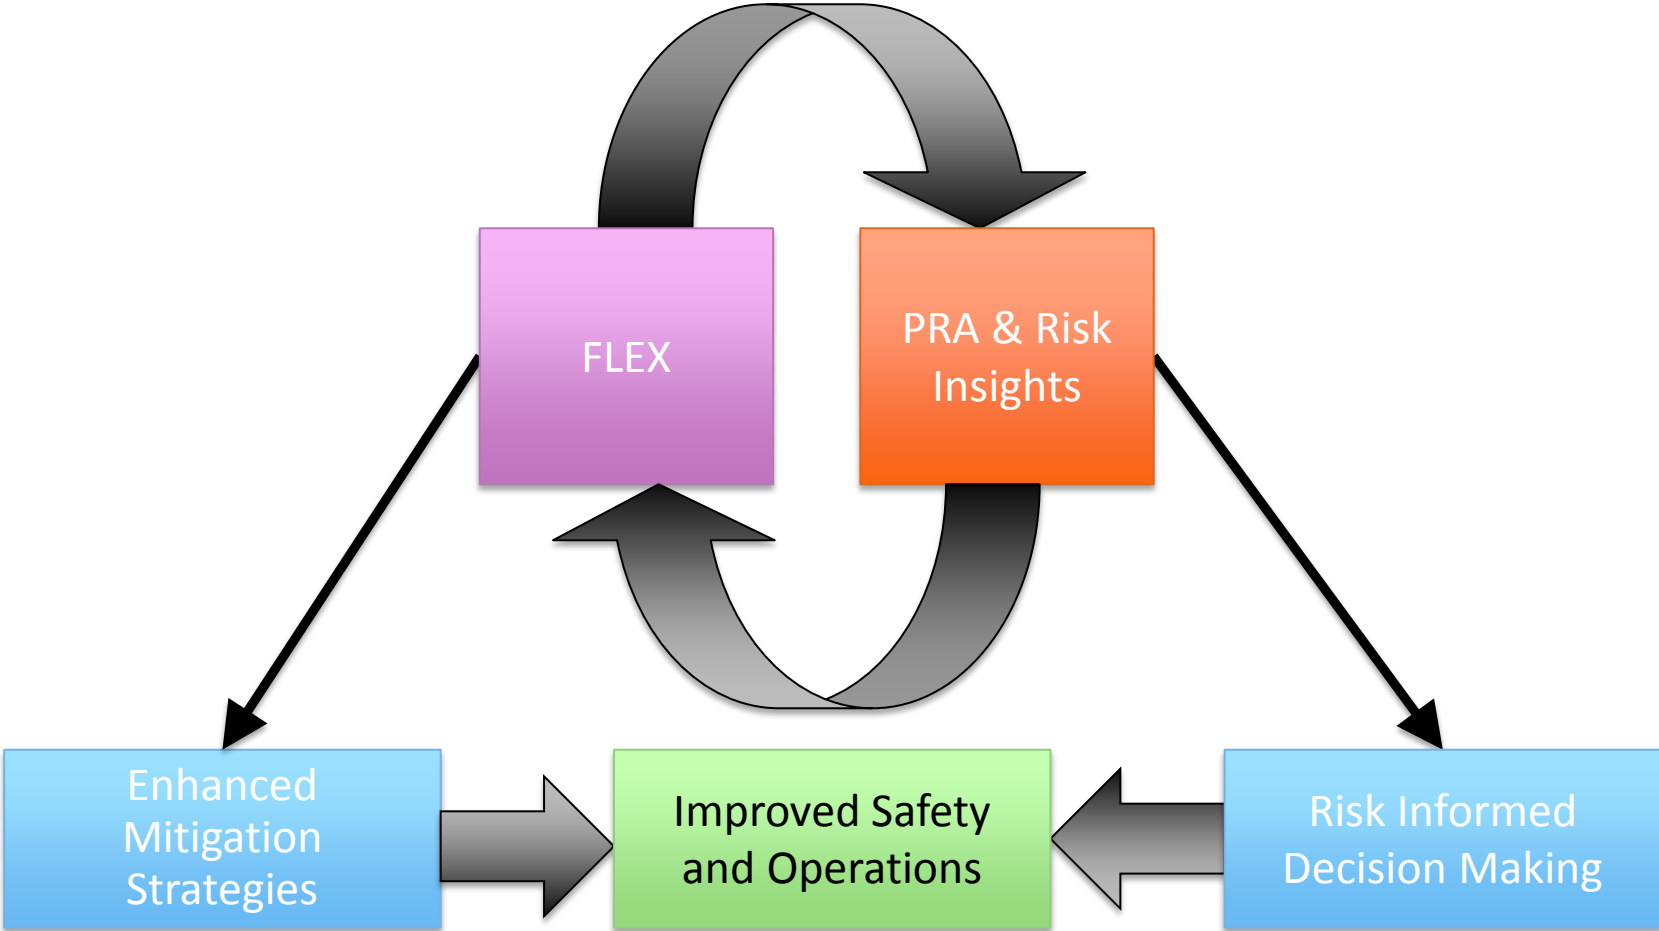 FLEX
PRA & Risk
Insights
Enhanced
Mitigation
Strategies
Improved Safety
and Operations
Risk Informed
Decision Making